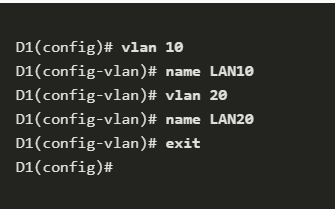 D1(config)# vlan 10
D1(config-vlan)# name LAN10
D1(config-vlan)# vlan 20
D1(config-vlan)# name LAN20
D1(config-vlan)# exit
D1(config)#